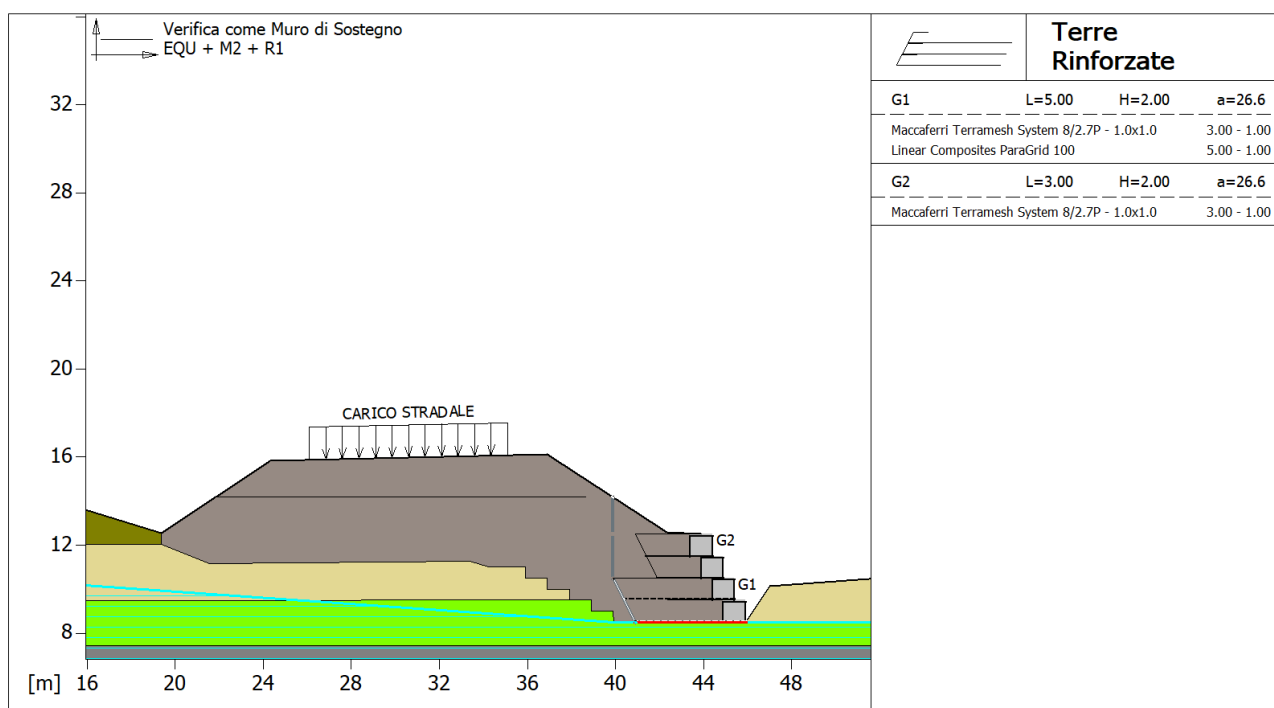 Verifica come Muro di Sostegno
EQU + M2 + R1
Terre
Rinforzate
G1 L=5.00 H=2.00 a=26.6
Maccaferri Terramesh System 8/2.7P - 1.0x1.0 3.00 - 1.00
Linear Composites ParaGrid 100 5.00 - 1.00
G2 L=3.00 H=2.00 a=26.6
Maccaferri Terramesh System 8/2.7P - 1.0x1.0 3.00 - 1.00
32
28
24
20
CARICO STRADALE
16
12
G2
G1
8
[m] 16 20 24 28 32 36 40 44 48